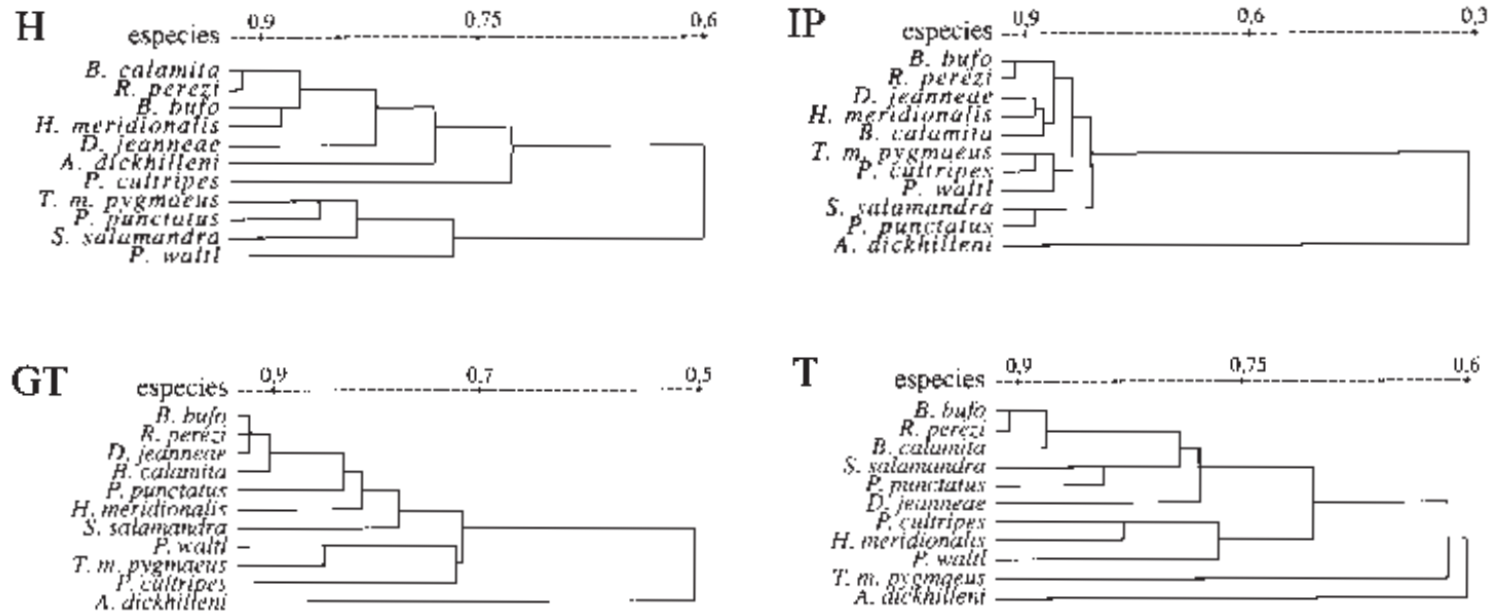 H
0.9 0.75 0.6
especies
B. calamita
R. perezi
B. bufo
H. meridionalis
D. jeanneae
A. dickhilleni
P. cultripes
T. m. pygmaeus
P. punctatus
S. salamandra
P. waltl
IP
0.9 0.6 0.3
especies
B. bufo
R. perezi
D. jeanneae
H. meridionalis
B. calamita
T. m. pygmaeus
P. cultripes
P. waltl
S. salamandra
P. punctatus
A. dickhilleni
GT
0.9 0.7 0.5
especies
B. bufo
R. perezi
D. jeanneae
B. calamita
P. punctatus
H. meridionalis
S. salamandra
P. waltl
T. m. pygmaeus
P. cultripes
A. dickhilleni
T
0.9 0.75 0.6
especies
B. bufo
R. perezi
B. calamita
S. salamandra
P. punctatus
D. jeanneae
P. cultripes
H. meridionalis
P. waltl
T. m. pygmaeus
A. dickhilleni